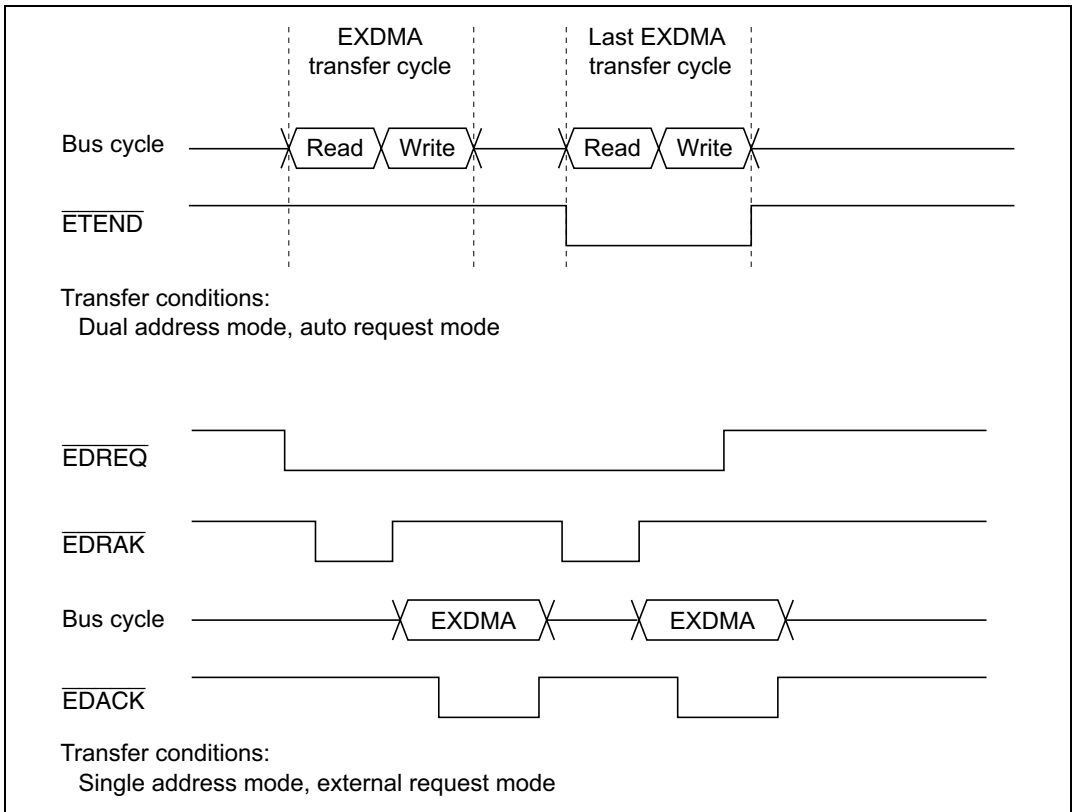 EXDMA
transfer cycle
Last EXDMA
transfer cycle
Bus cycle
Read
Write
Read
Write
ETEND
Transfer conditions:
Dual address mode, auto request mode
EDREQ
EDRAK
Bus cycle
EXDMA
EXDMA
EDACK
Transfer conditions:
Single address mode, external request mode